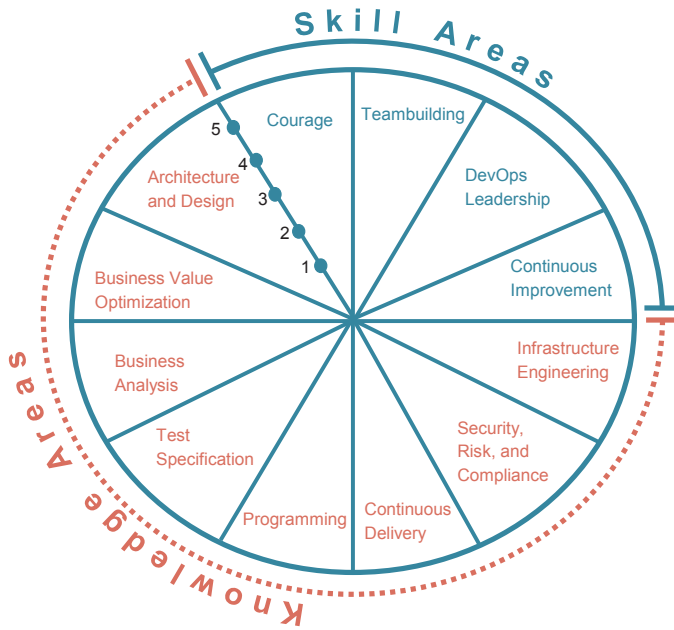 Skill Areas
Courage
Teambuilding
5
4
3
2
1
Architecture
and Design
DevOps
Leadership
Business Value
Optimization
Continuous
Improvement
Business
Analysis
Infrastructure
Engineering
Test
Specification
Security,
Risk, and
Compliance
Programming
Continuous
Delivery
Knowledge Areas